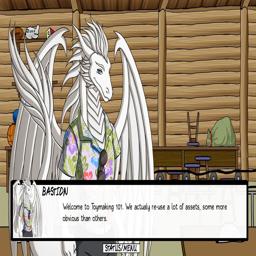 BASTION
Welcome to Toymaking 101. We actually re-use a lot of assets, some more
obvious than others.
STATUS/MENU